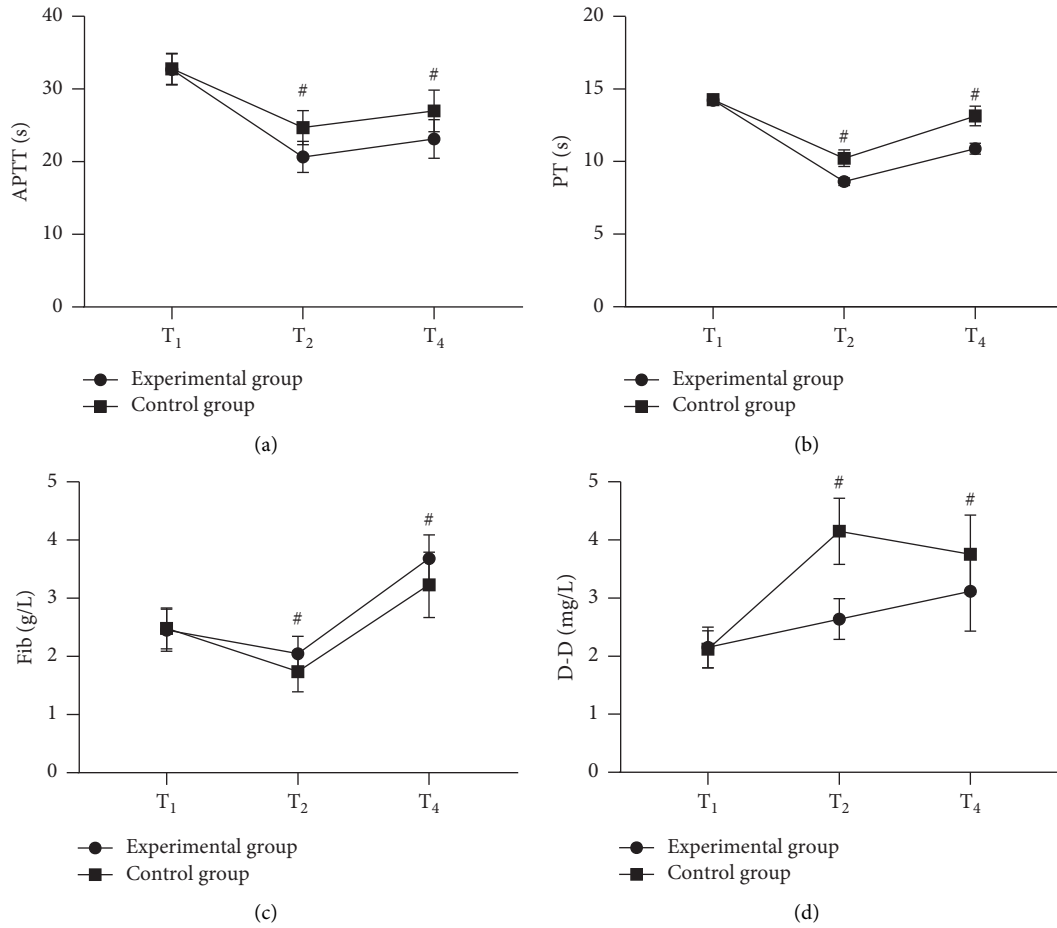 40
30
20
10
0
APTT (s)
#
#
T1
T2
T4
Experimental group
Control group
(a)
20
15
10
5
0
PT (s)
#
#
T1
T2
T4
Experimental group
Control group
(b)
5
4
3
2
1
0
Fib (g/L)
#
#
T1
T2
T4
Experimental group
Control group
(c)
5
4
3
2
1
0
D-D (mg/L)
#
#
T1
T2
T4
Experimental group
Control group
(d)